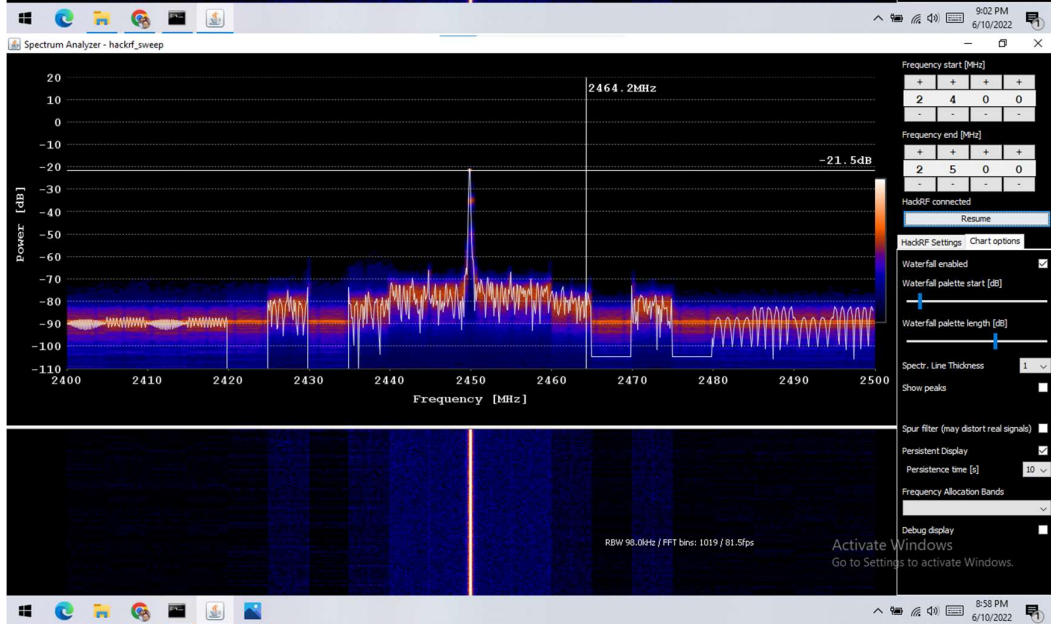 9:02 PM
6/10/2022
1
Spectrum Analyzer - hackrf_sweep
Frequency start [MHz]
+ + + +
2 4 0 0
- - - -
Frequency end [MHz]
+ + + +
2 5 0 0
- - - -
HackRF connected
Resume
HackRF Settings Chart options
Waterfall enabled
Waterfall palette start [dB]
Waterfall palette length [dB]
Spectr. Line Thickness 1
Show peaks
Spur filter (may distort real signals)
Persistent Display
Persistence time [s] 10
Frequency Allocation Bands
Debug display
2464.2MHz
-21.5dB
Power [dB]
20
10
0
-10
-20
-30
-40
-50
-60
-70
-80
-90
-100
-110
2400 2410 2420 2430 2440 2450 2460 2470 2480 2490 2500
Frequency [MHz]
RBW 98.0kHz / FFT bins: 1019 / 81.5fps
Activate Windows
Go to Settings to activate Windows.
8:58 PM
6/10/2022
1